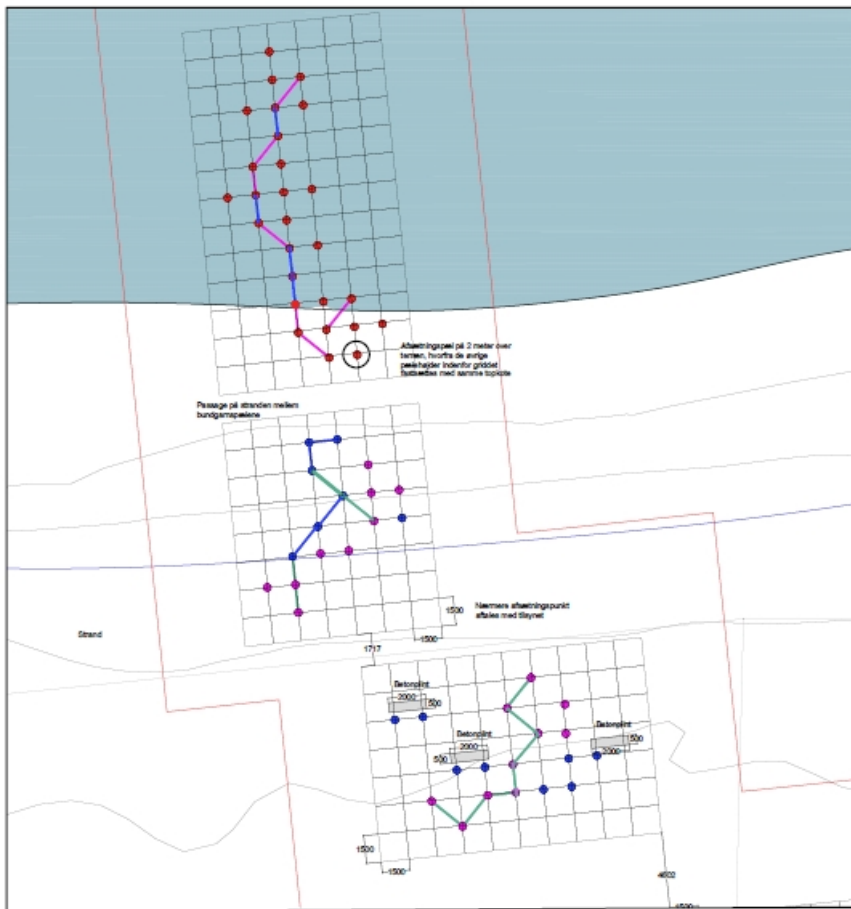 Afsætningspæl på 2 meter over
terræn, hvorfra de øvrige
pælehøjder indenfor griddet
fastsættes med samme topkote
Passage på stranden mellem
bundgarnspælene
1500
Nærmere afsætningspunkt
aftales med tilsynet
Strand
1500
1717
Betonplint
2000
500
Betonplint
2000
500
Betonplint
500
2000
1500
1500
4602
1500